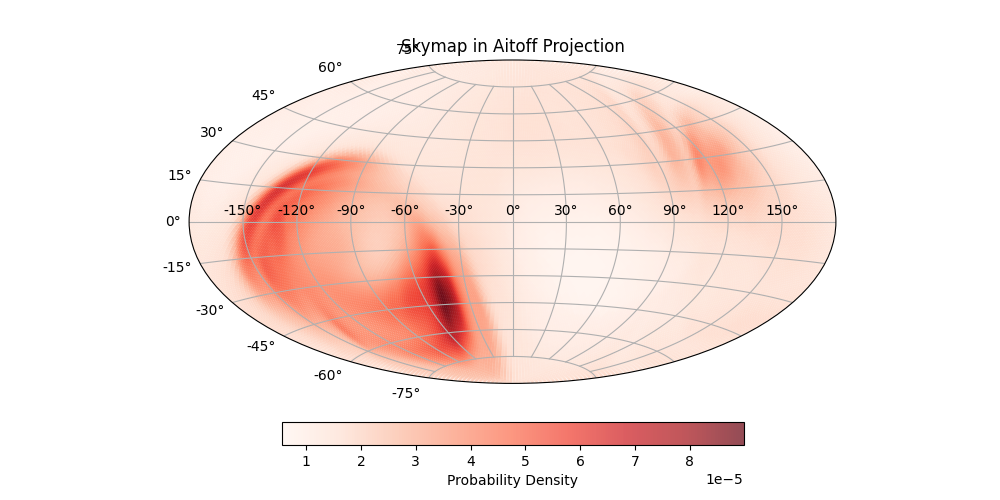 Skymap in Aitoff Projection
75°
60°
45°
30°
15°
0°
-15°
-30°
-45°
-60°
-75°
-150° -120° -90° -60° -30° 0° 30° 60° 90° 120° 150°
1 2 3 4 5 6 7 8
1e−5
Probability Density